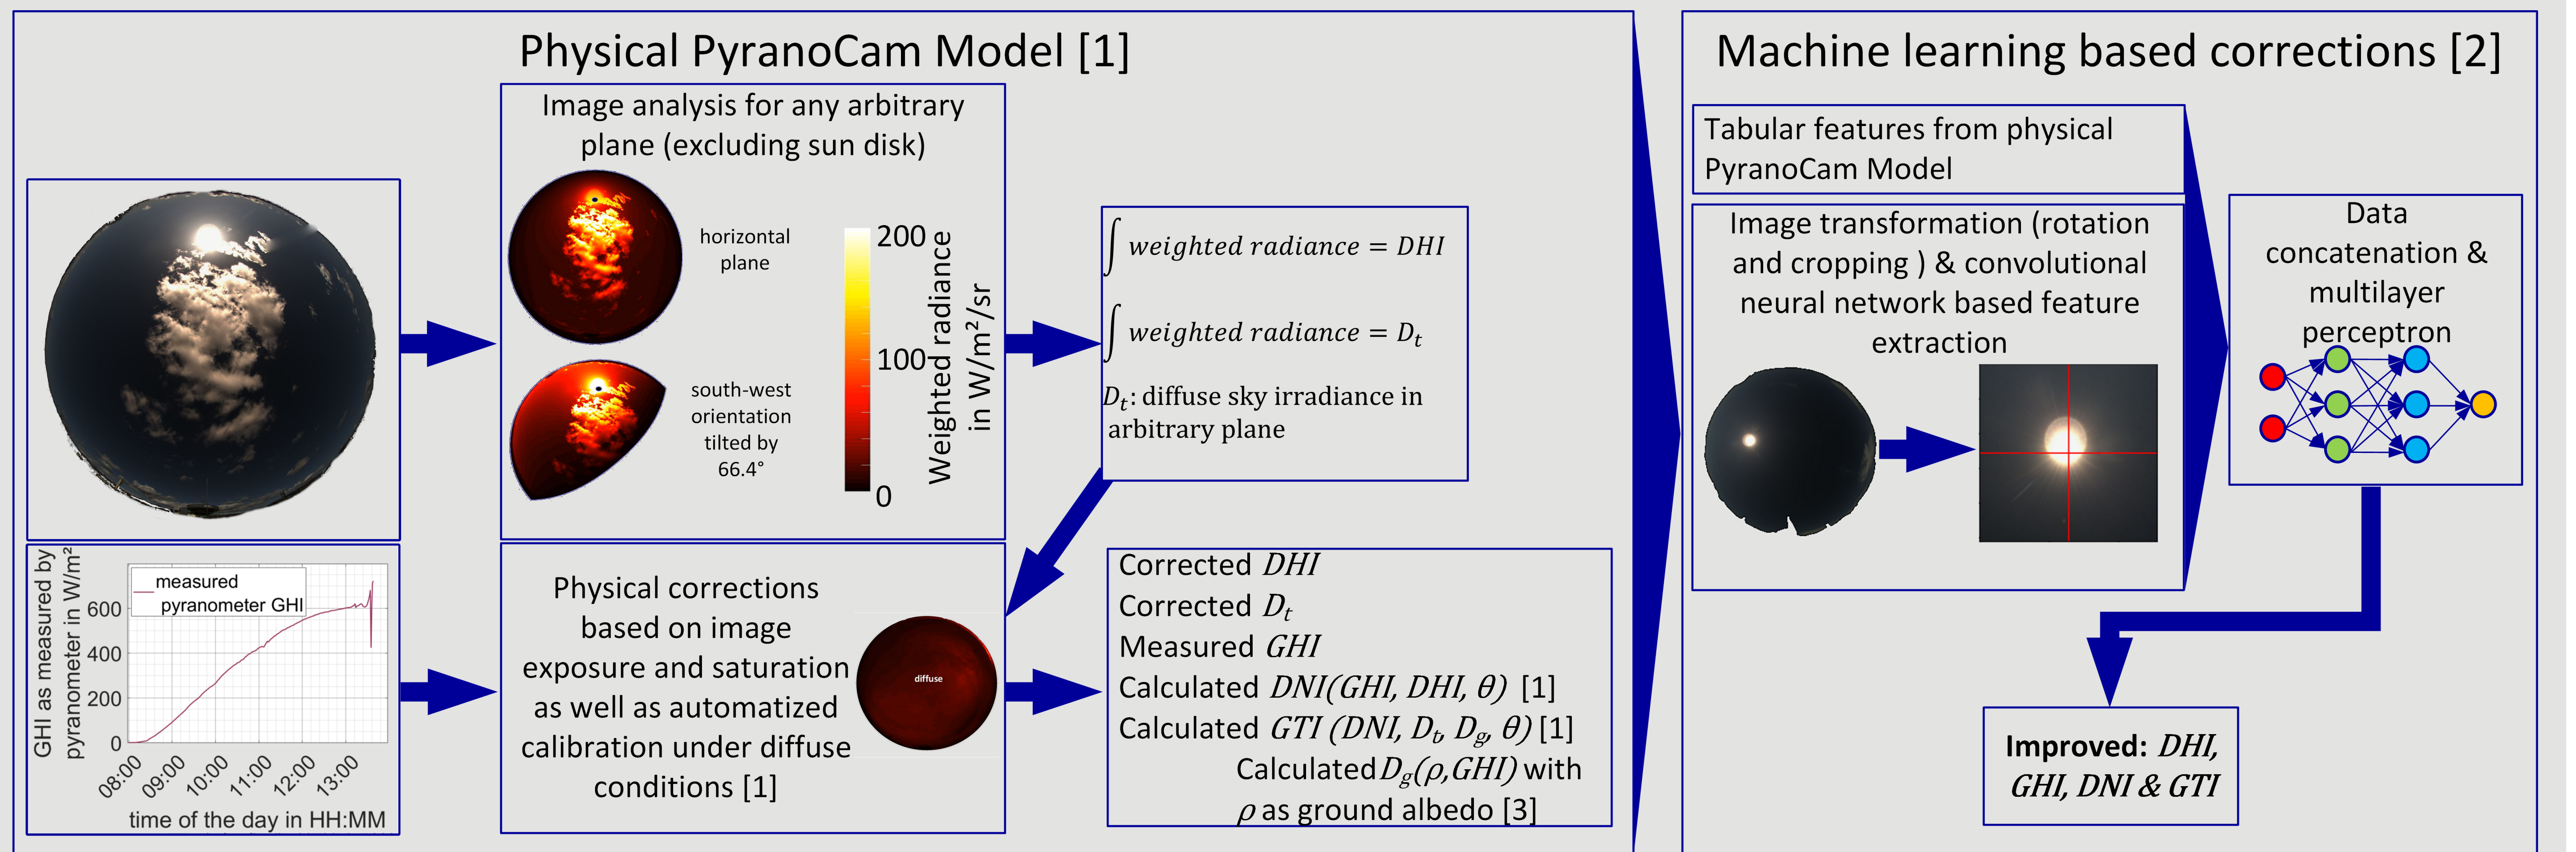 Physical PyranoCam Model [1]
Image analysis for any arbitrary
plane (excluding sun disk)
horizontal
plane
south-west
orientation
tilted by
66.4°
200
100
0
Weighted radiance
in W/m²/sr
∫ weighted radiance = DHI
∫ weighted radiance = Dₜ
Dₜ: diffuse sky irradiance in
arbitrary plane
GHI as measured by
pyranometer in W/m²
measured
pyranometer GHI
600
400
200
0
08:00
09:00
10:00
11:00
12:00
13:00
time of the day in HH:MM
Physical corrections
based on image
exposure and saturation
as well as automatized
calibration under diffuse
conditions [1]
diffuse
Corrected DHI
Corrected Dₜ
Measured GHI
Calculated DNI(GHI, DHI, θ) [1]
Calculated GTI (DNI, Dₜ, D_g, θ) [1]
Calculated D_g(ρ,GHI) with
ρ as ground albedo [3]
Machine learning based corrections [2]
Tabular features from physical
PyranoCam Model
Image transformation (rotation
and cropping ) & convolutional
neural network based feature
extraction
Data
concatenation &
multilayer
perceptron
Improved: DHI,
GHI, DNI & GTI